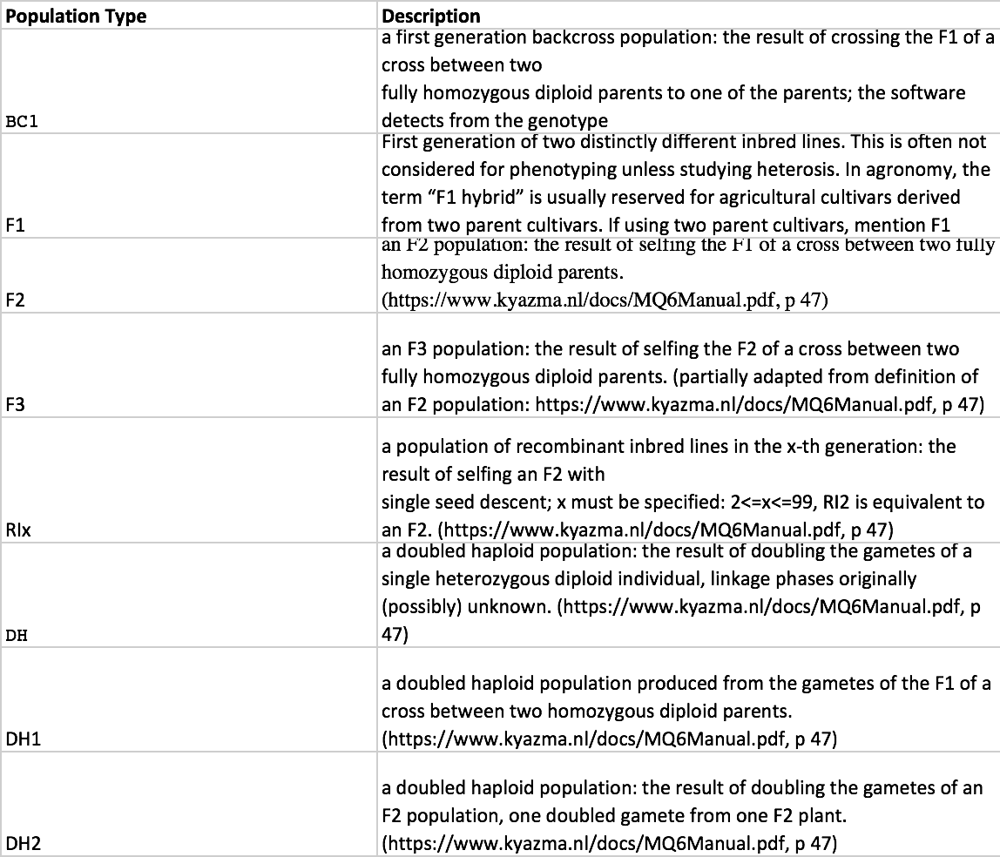 Population Type
Description
BC1
a first generation backcross population: the result of crossing the F1 of a
cross between two
fully homozygous diploid parents to one of the parents; the software
detects from the genotype
F1
First generation of two distinctly different inbred lines. This is often not
considered for phenotyping unless studying heterosis. In agronomy, the
term “F1 hybrid” is usually reserved for agricultural cultivars derived
from two parent cultivars. If using two parent cultivars, mention F1
F2
an F2 population: the result of selfing the F1 of a cross between two fully
homozygous diploid parents.
(https://www.kyazma.nl/docs/MQ6Manual.pdf, p 47)
F3
an F3 population: the result of selfing the F2 of a cross between two
fully homozygous diploid parents. (partially adapted from definition of
an F2 population: https://www.kyazma.nl/docs/MQ6Manual.pdf, p 47)
RIx
a population of recombinant inbred lines in the x-th generation: the
result of selfing an F2 with
single seed descent; x must be specified: 2<=x<=99, RI2 is equivalent to
an F2. (https://www.kyazma.nl/docs/MQ6Manual.pdf, p 47)
DH
a doubled haploid population: the result of doubling the gametes of a
single heterozygous diploid individual, linkage phases originally
(possibly) unknown. (https://www.kyazma.nl/docs/MQ6Manual.pdf, p
47)
DH1
a doubled haploid population produced from the gametes of the F1 of a
cross between two homozygous diploid parents.
(https://www.kyazma.nl/docs/MQ6Manual.pdf, p 47)
DH2
a doubled haploid population: the result of doubling the gametes of an
F2 population, one doubled gamete from one F2 plant.
(https://www.kyazma.nl/docs/MQ6Manual.pdf, p 47)